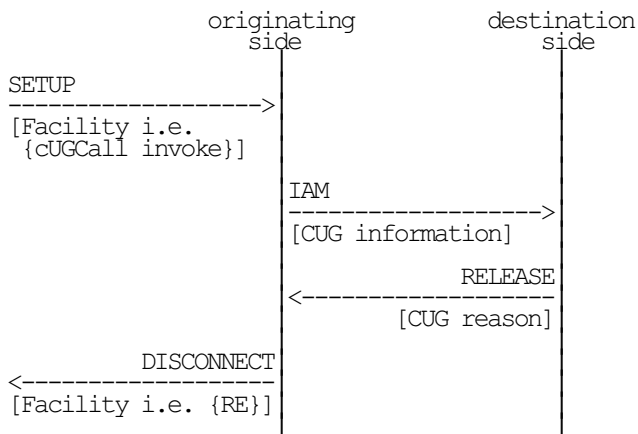 originating side
destination side
SETUP
------------------->
[Facility i.e.
{cUGCall invoke}]
IAM
------------------->
[CUG information]
RELEASE
<-------------------
[CUG reason]
DISCONNECT
<-------------------
[Facility i.e. {RE}]